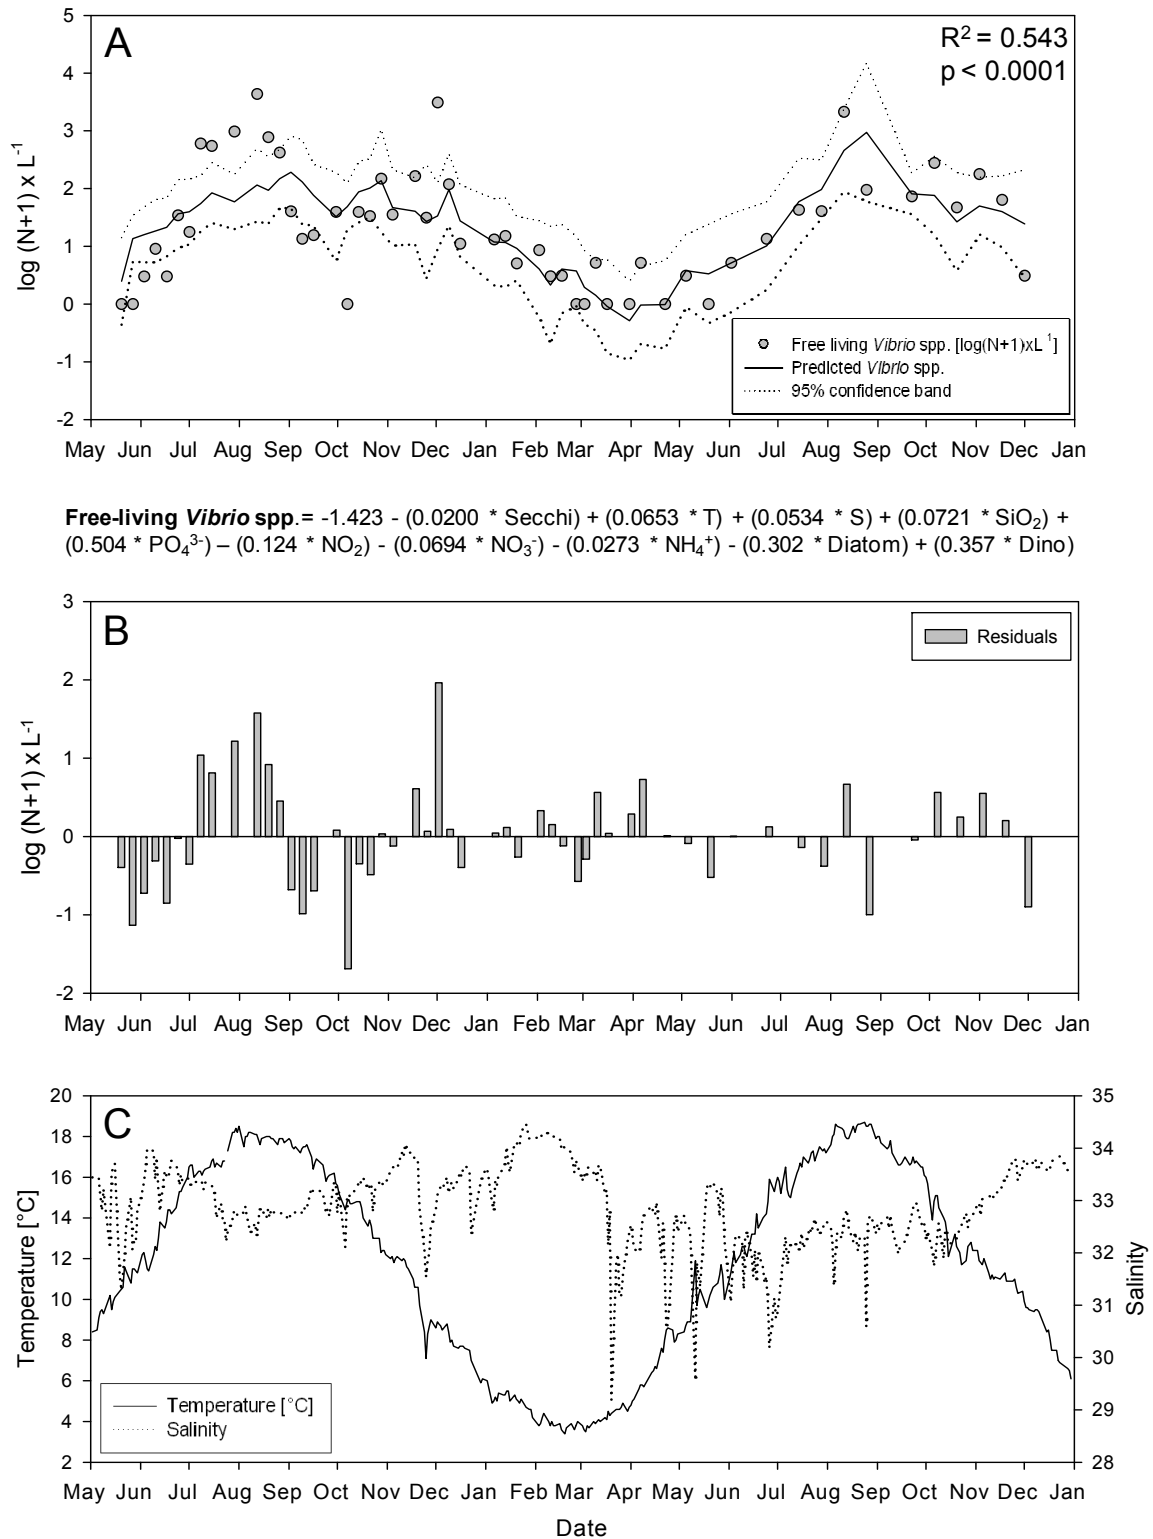 A
R² = 0.543
p < 0.0001
log (N+1) x L⁻¹
5
4
3
2
1
0
-1
-2
Free living Vibrio spp. [log(N+1)xL⁻¹]
Predicted Vibrio spp.
95% confidence band
May Jun Jul Aug Sep Oct Nov Dec Jan Feb Mar Apr May Jun Jul Aug Sep Oct Nov Dec Jan
Free-living Vibrio spp.= -1.423 - (0.0200 * Secchi) + (0.0653 * T) + (0.0534 * S) + (0.0721 * SiO₂) +
(0.504 * PO₄³⁻) – (0.124 * NO₂) - (0.0694 * NO₃⁻) - (0.0273 * NH₄⁺) - (0.302 * Diatom) + (0.357 * Dino)
B
Residuals
log (N+1) x L⁻¹
3
2
1
0
-1
-2
May Jun Jul Aug Sep Oct Nov Dec Jan Feb Mar Apr May Jun Jul Aug Sep Oct Nov Dec Jan
C
Temperature [°C]
20
18
16
14
12
10
8
6
4
2
Salinity
35
34
33
32
31
30
29
28
Temperature [°C]
Salinity
May Jun Jul Aug Sep Oct Nov Dec Jan Feb Mar Apr May Jun Jul Aug Sep Oct Nov Dec Jan
Date